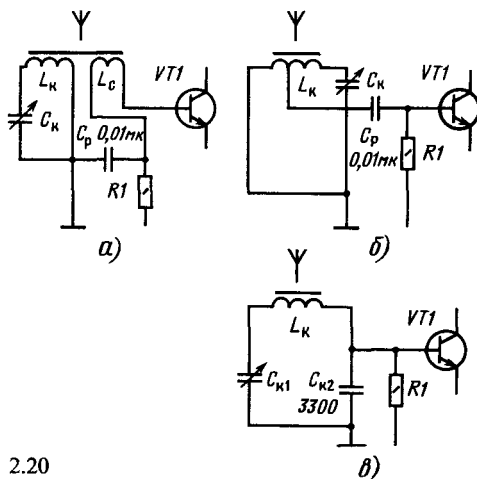 Lк
Lс
VT1
Cк
Cр 0,01мк
R1
а)
Lк
Cк
VT1
Cр
0,01мк
R1
б)
Lк
VT1
Cк1
Cк2
3300
R1
2.20
в)